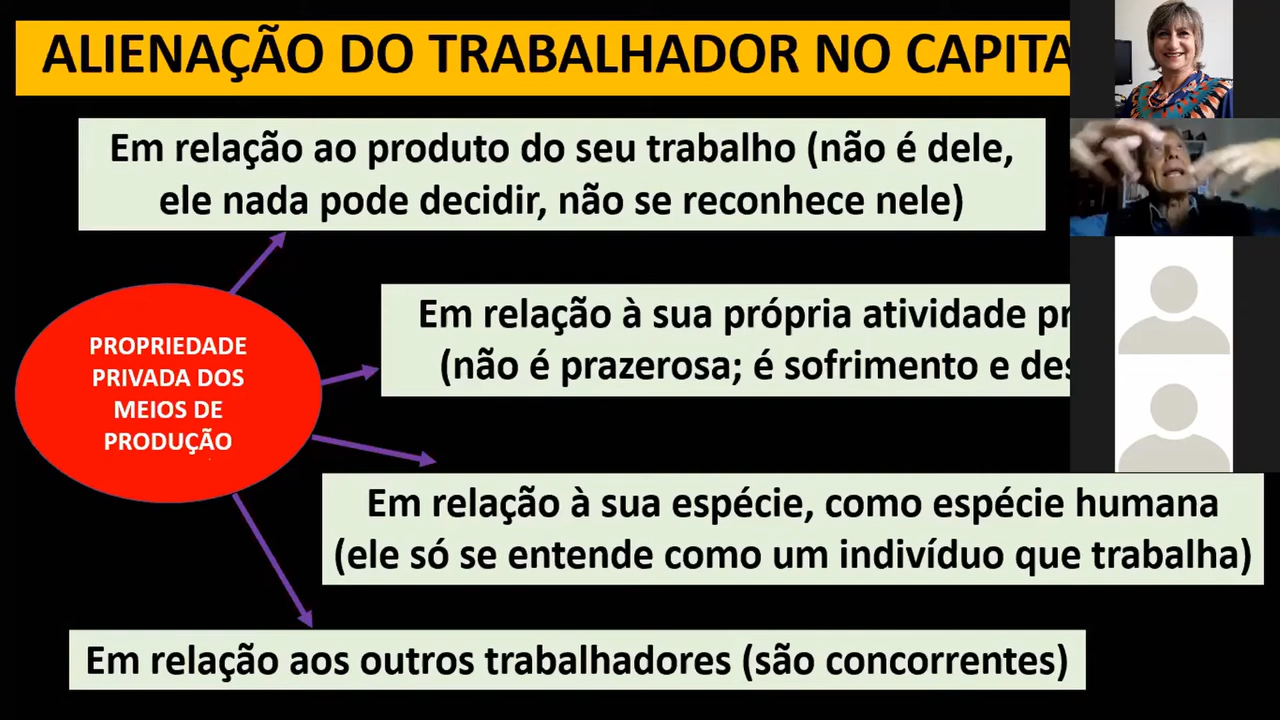 ALIENAÇÃO DO TRABALHADOR NO
Em relação ao produto do seu trabalho (não é dele,
ele nada pode decidir, não se reconhece nele)
Em relação à sua própria atividade
(não é prazerosa; é sofrimento e
PROPRIEDADE
PRIVADA DOS
MEIOS DE
PRODUÇÃO
Em relação à sua espécie, como espécie humana
(ele só se entende como um indivíduo que trabalha)
Em relação aos outros trabalhadores (são concorrentes)